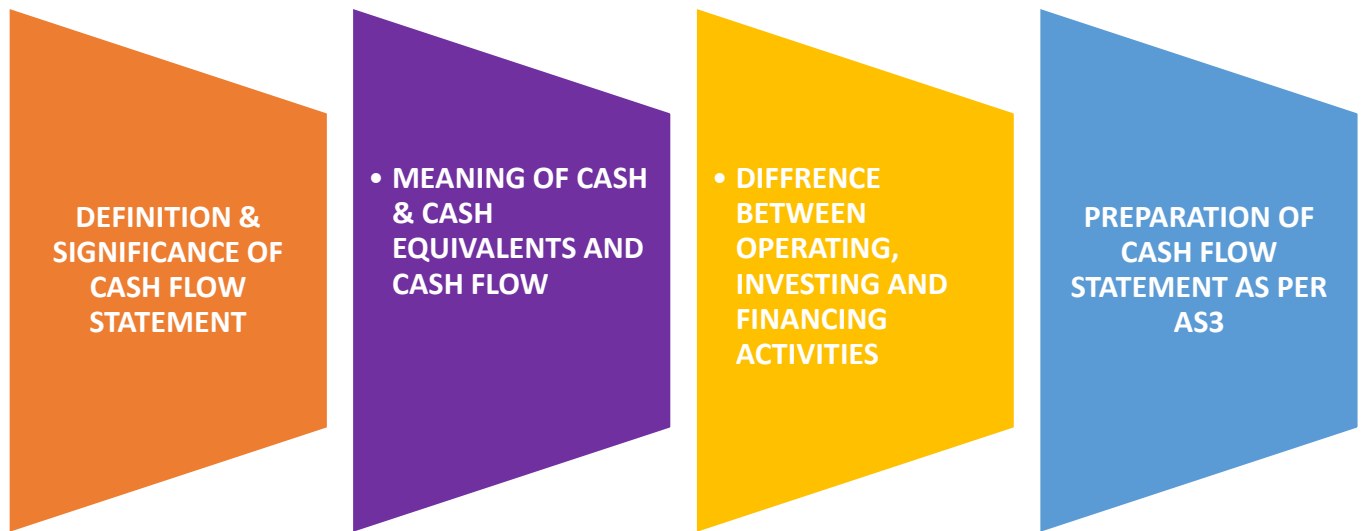 DEFINITION &
SIGNIFICANCE OF
CASH FLOW
STATEMENT
• MEANING OF CASH
& CASH
EQUIVALENTS AND
CASH FLOW
• DIFFRENCE
BETWEEN
OPERATING,
INVESTING AND
FINANCING
ACTIVITIES
PREPARATION OF
CASH FLOW
STATEMENT AS PER
AS3